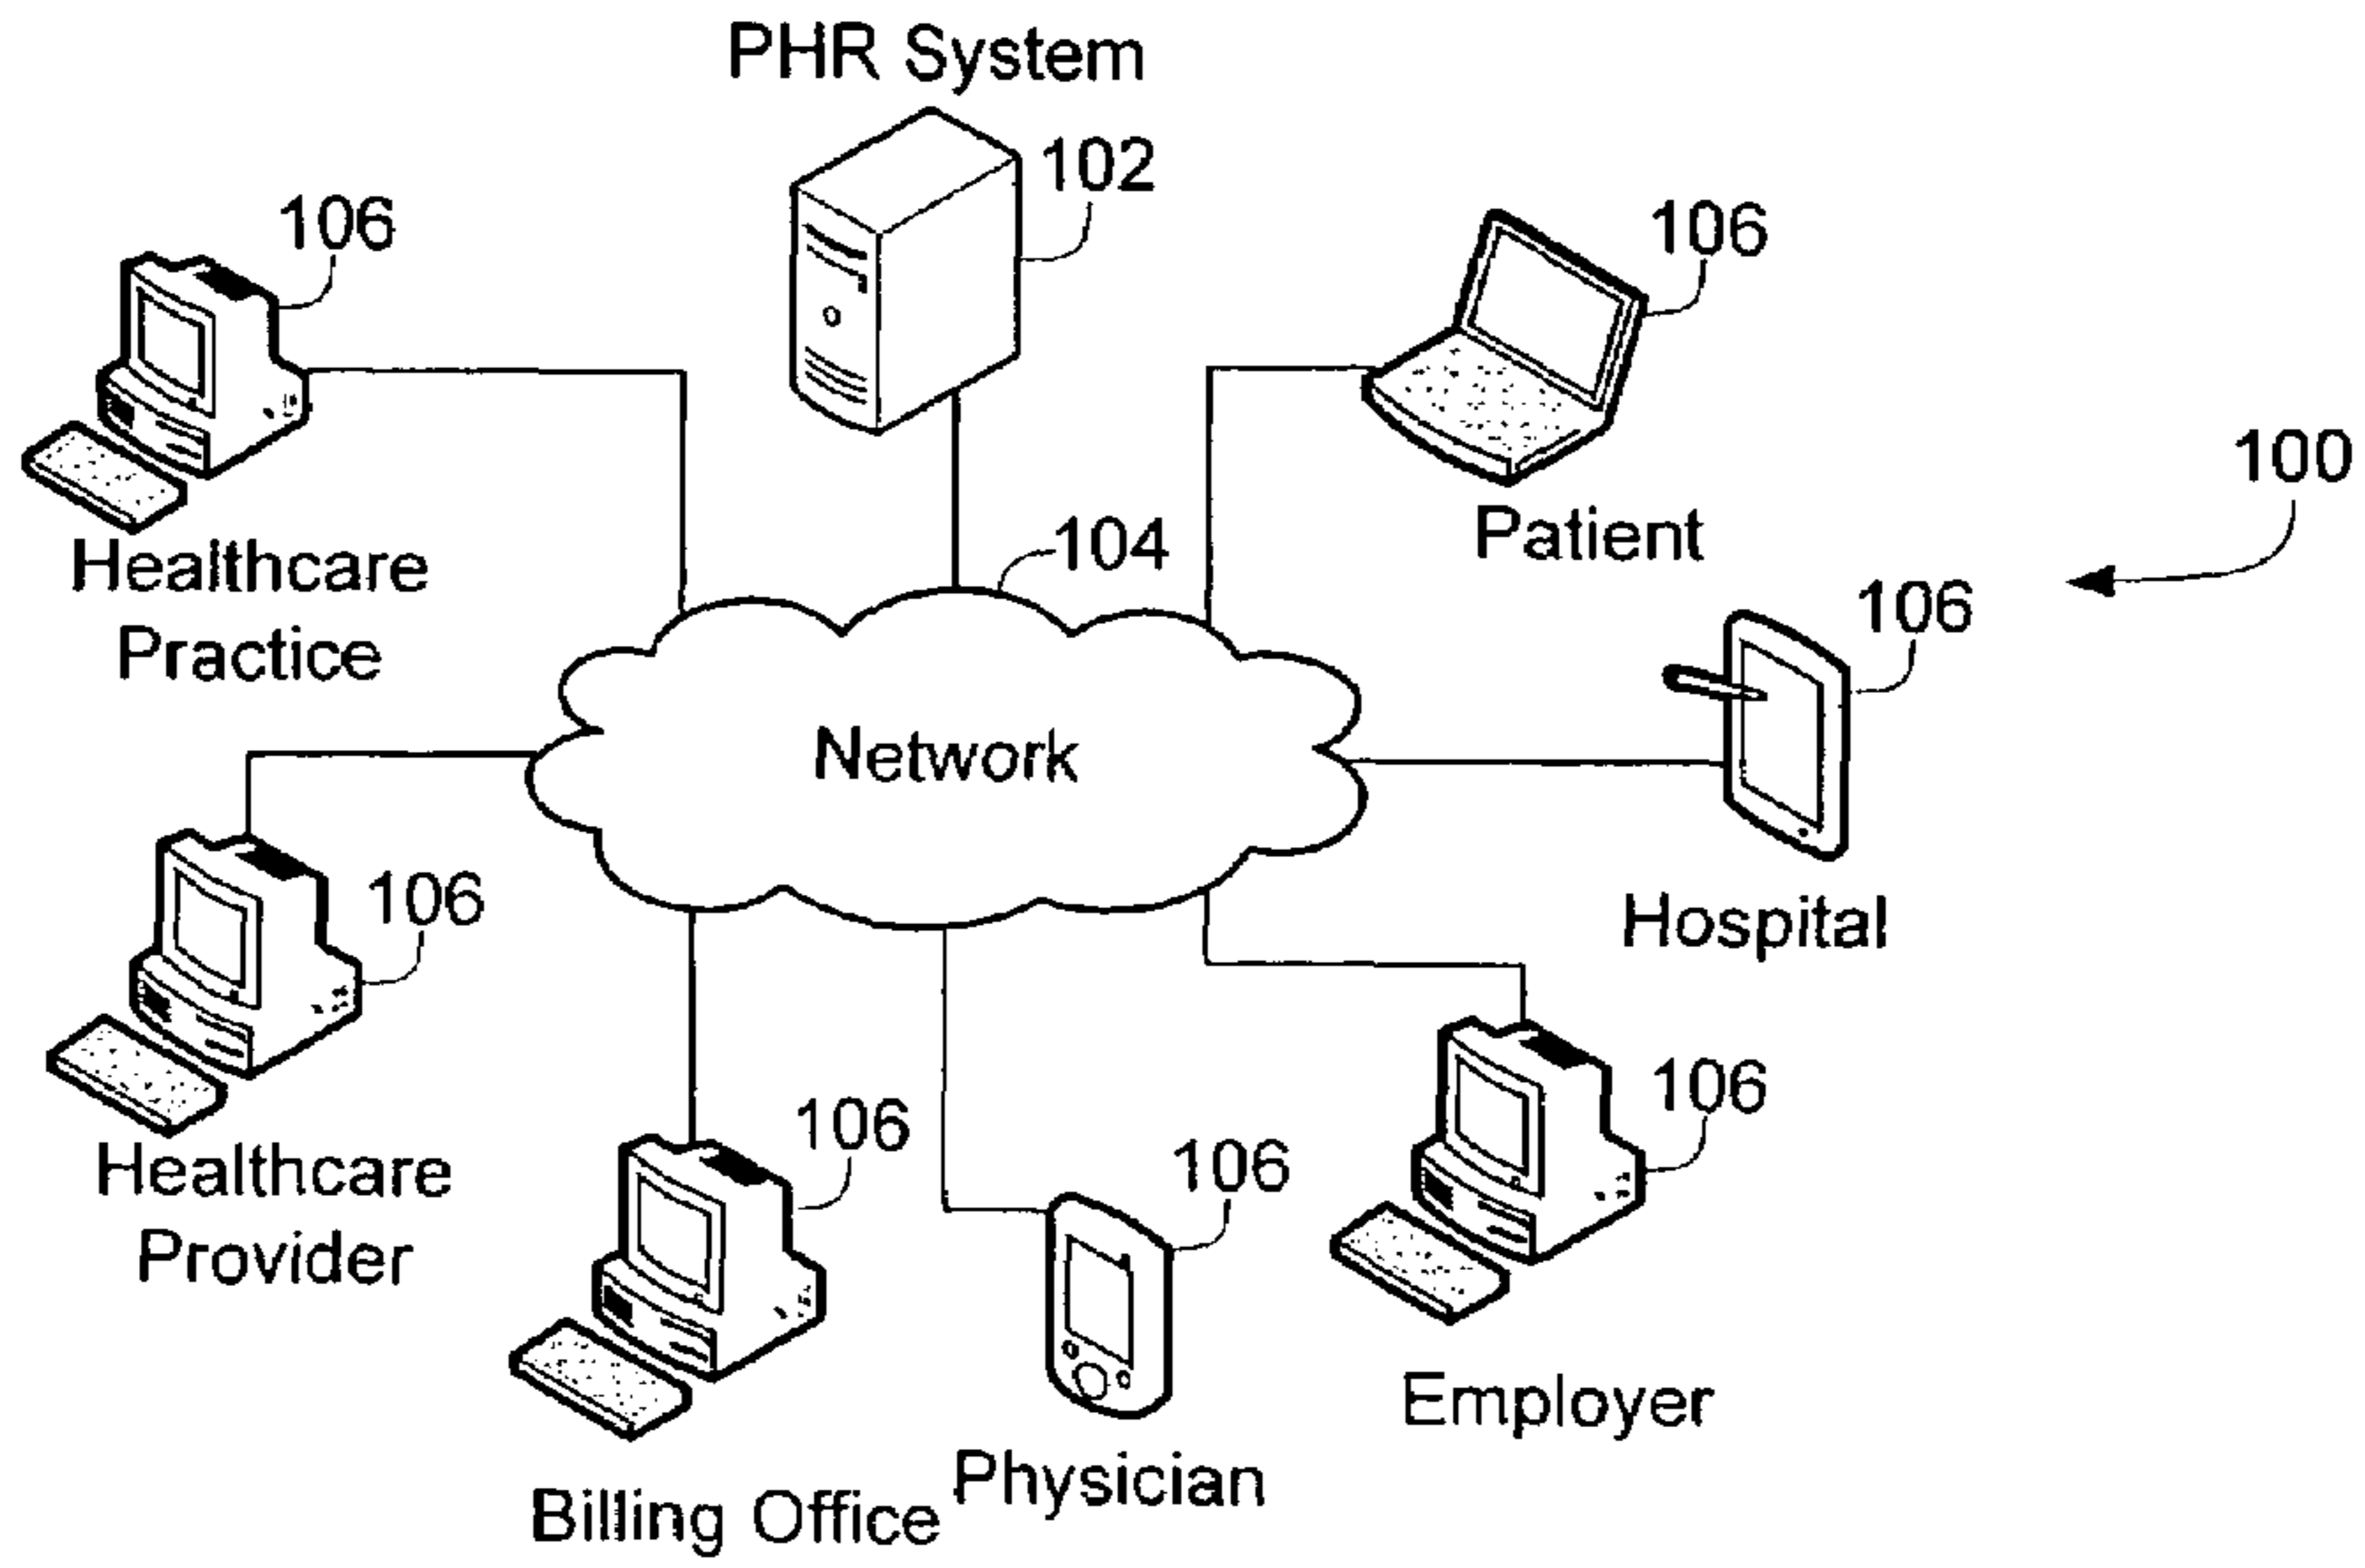 PHR System
102
106
106
Healthcare
Practice
Patient
100
104
106
Network
106
Hospital
Healthcare
Provider
106
106
106
Employer
Physician
Billing Office